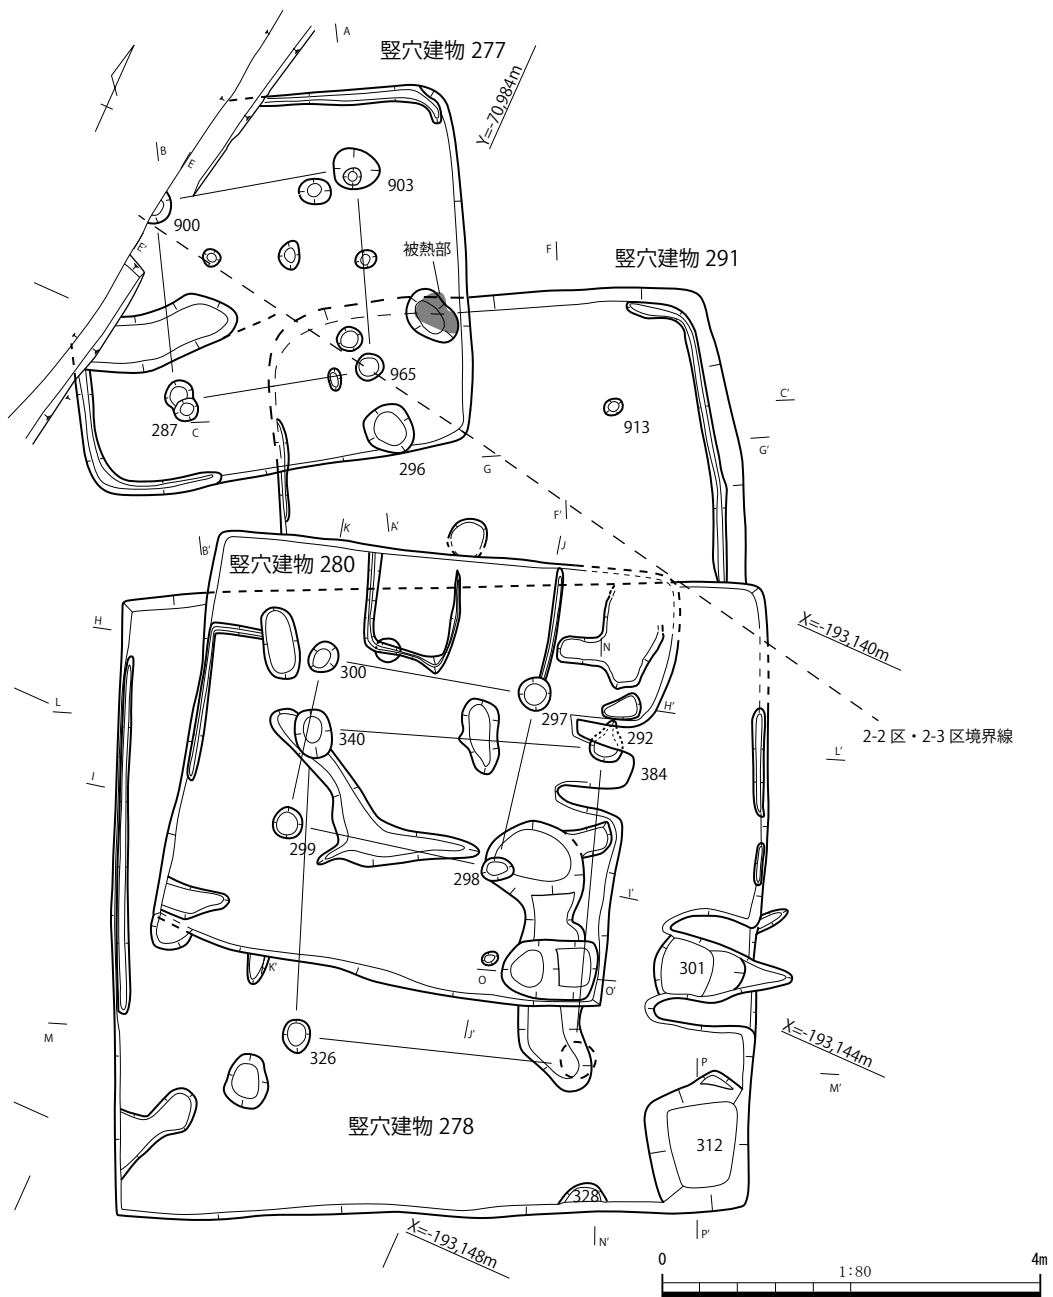 A
竪穴建物 277
Y=-70,984m
B
E
903
900
E'
被熱部
F
竪穴建物 291
965
C'
287
C
913
G'
296
G
F'
K
A'
J
B'
竪穴建物 280
H
X=-193,140m
N
300
L
297
H'
292
2-2 区・2-3 区境界線
340
L'
384
I
299
298
I'
301
K'
O
O'
M
J'
326
X=-193,144m
P
M'
竪穴建物 278
312
328
X=-193,148m
N'
P'
0
1:80
4m